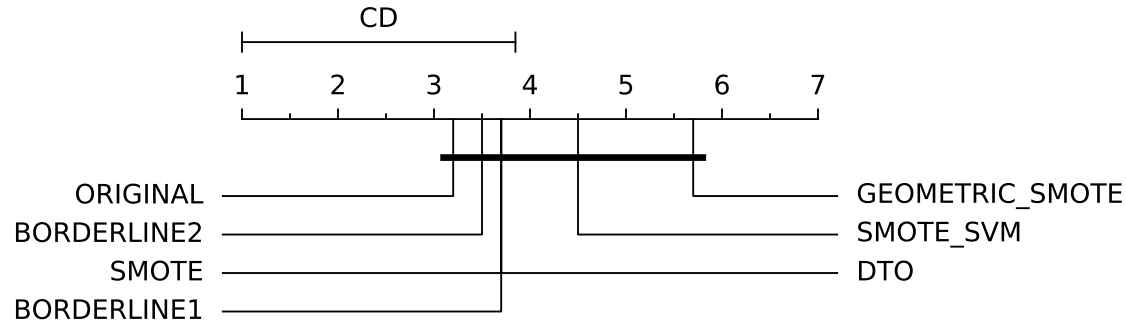 CD
1 2 3 4 5 6 7
ORIGINAL GEOMETRIC_SMOTE
BORDERLINE2 SMOTE_SVM
SMOTE DTO
BORDERLINE1